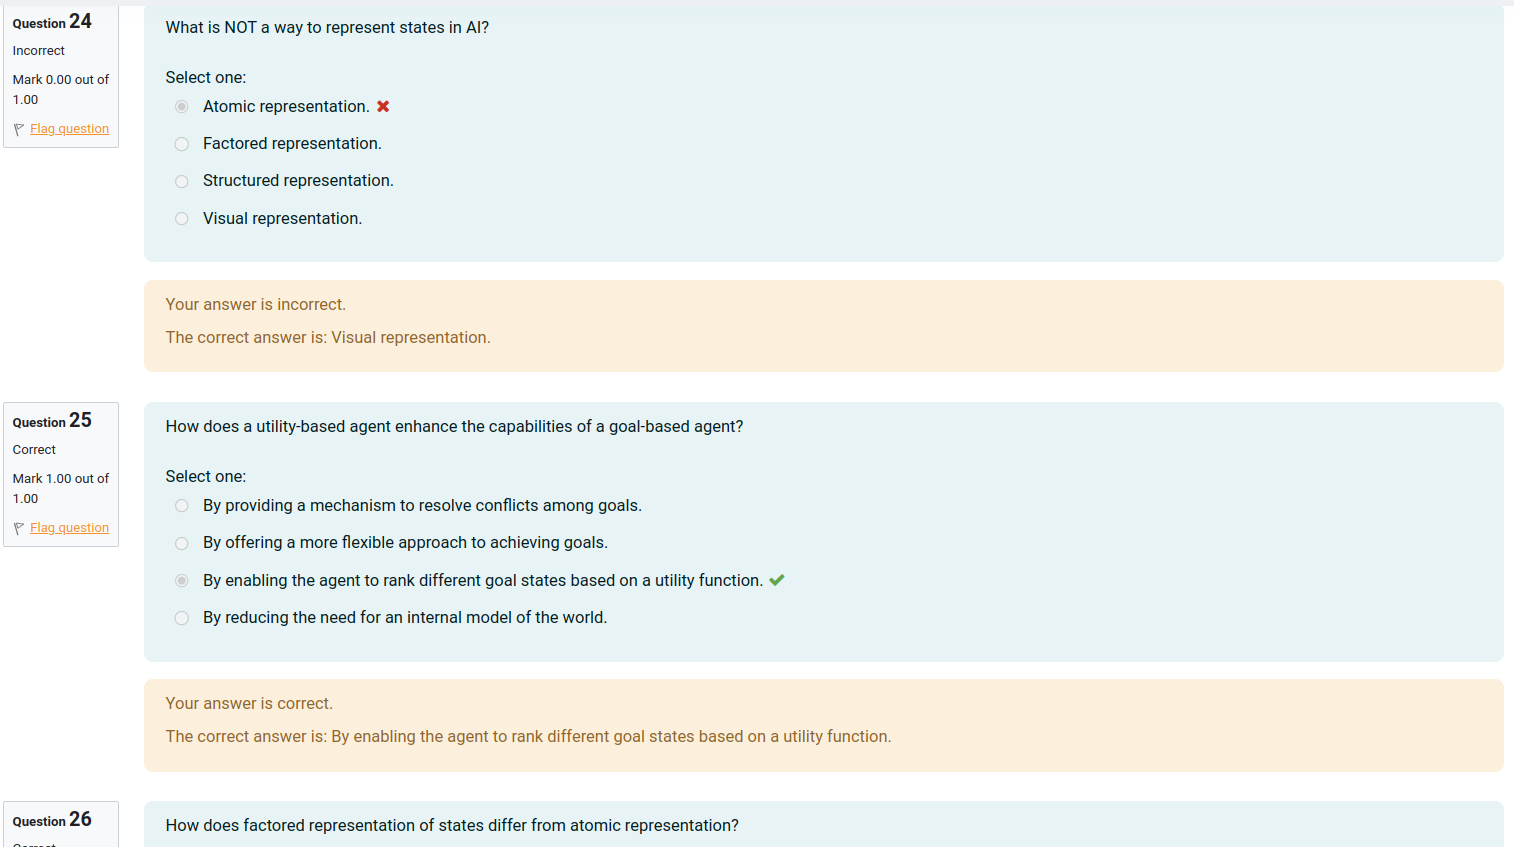 Question 24
Incorrect
Mark 0.00 out of
1.00
Flag question
What is NOT a way to represent states in AI?
Select one:
Atomic representation.
Factored representation.
Structured representation.
Visual representation.
Your answer is incorrect.
The correct answer is: Visual representation.
Question 25
Correct
Mark 1.00 out of
1.00
Flag question
How does a utility-based agent enhance the capabilities of a goal-based agent?
Select one:
By providing a mechanism to resolve conflicts among goals.
By offering a more flexible approach to achieving goals.
By enabling the agent to rank different goal states based on a utility function.
By reducing the need for an internal model of the world.
Your answer is correct.
The correct answer is: By enabling the agent to rank different goal states based on a utility function.
Question 26
Correct
How does factored representation of states differ from atomic representation?